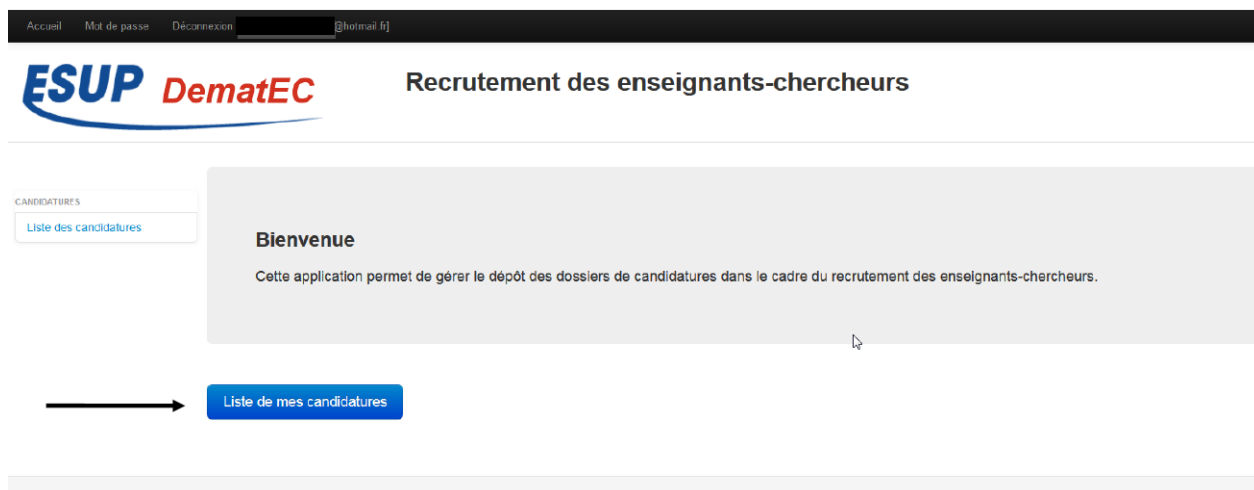 Accueil Mot de passe Déconnexion @hotmail.fr]
ESUP DematEC
Recrutement des enseignants-chercheurs
CANDIDATURES
Liste des candidatures
Bienvenue
Cette application permet de gérer le dépôt des dossiers de candidatures dans le cadre du recrutement des enseignants-chercheurs.
Liste de mes candidatures